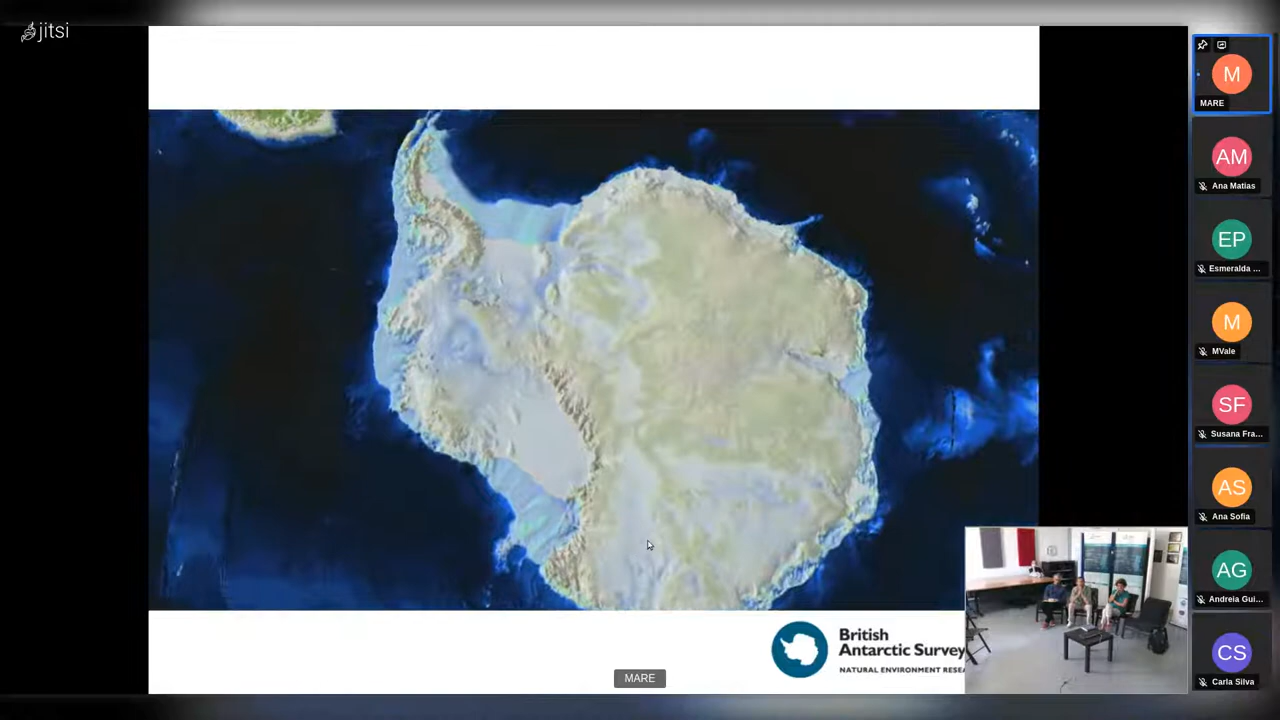 jitsi
M
MARE
AM
Ana Matias
EP
Esmeralda ...
M
MVale
SF
Susana Fra...
AS
Ana Sofia
AG
Andreia Gui...
CS
Carla Silva
British
Antarctic Survey
NATURAL ENVIRONMENT RESEA
MARE